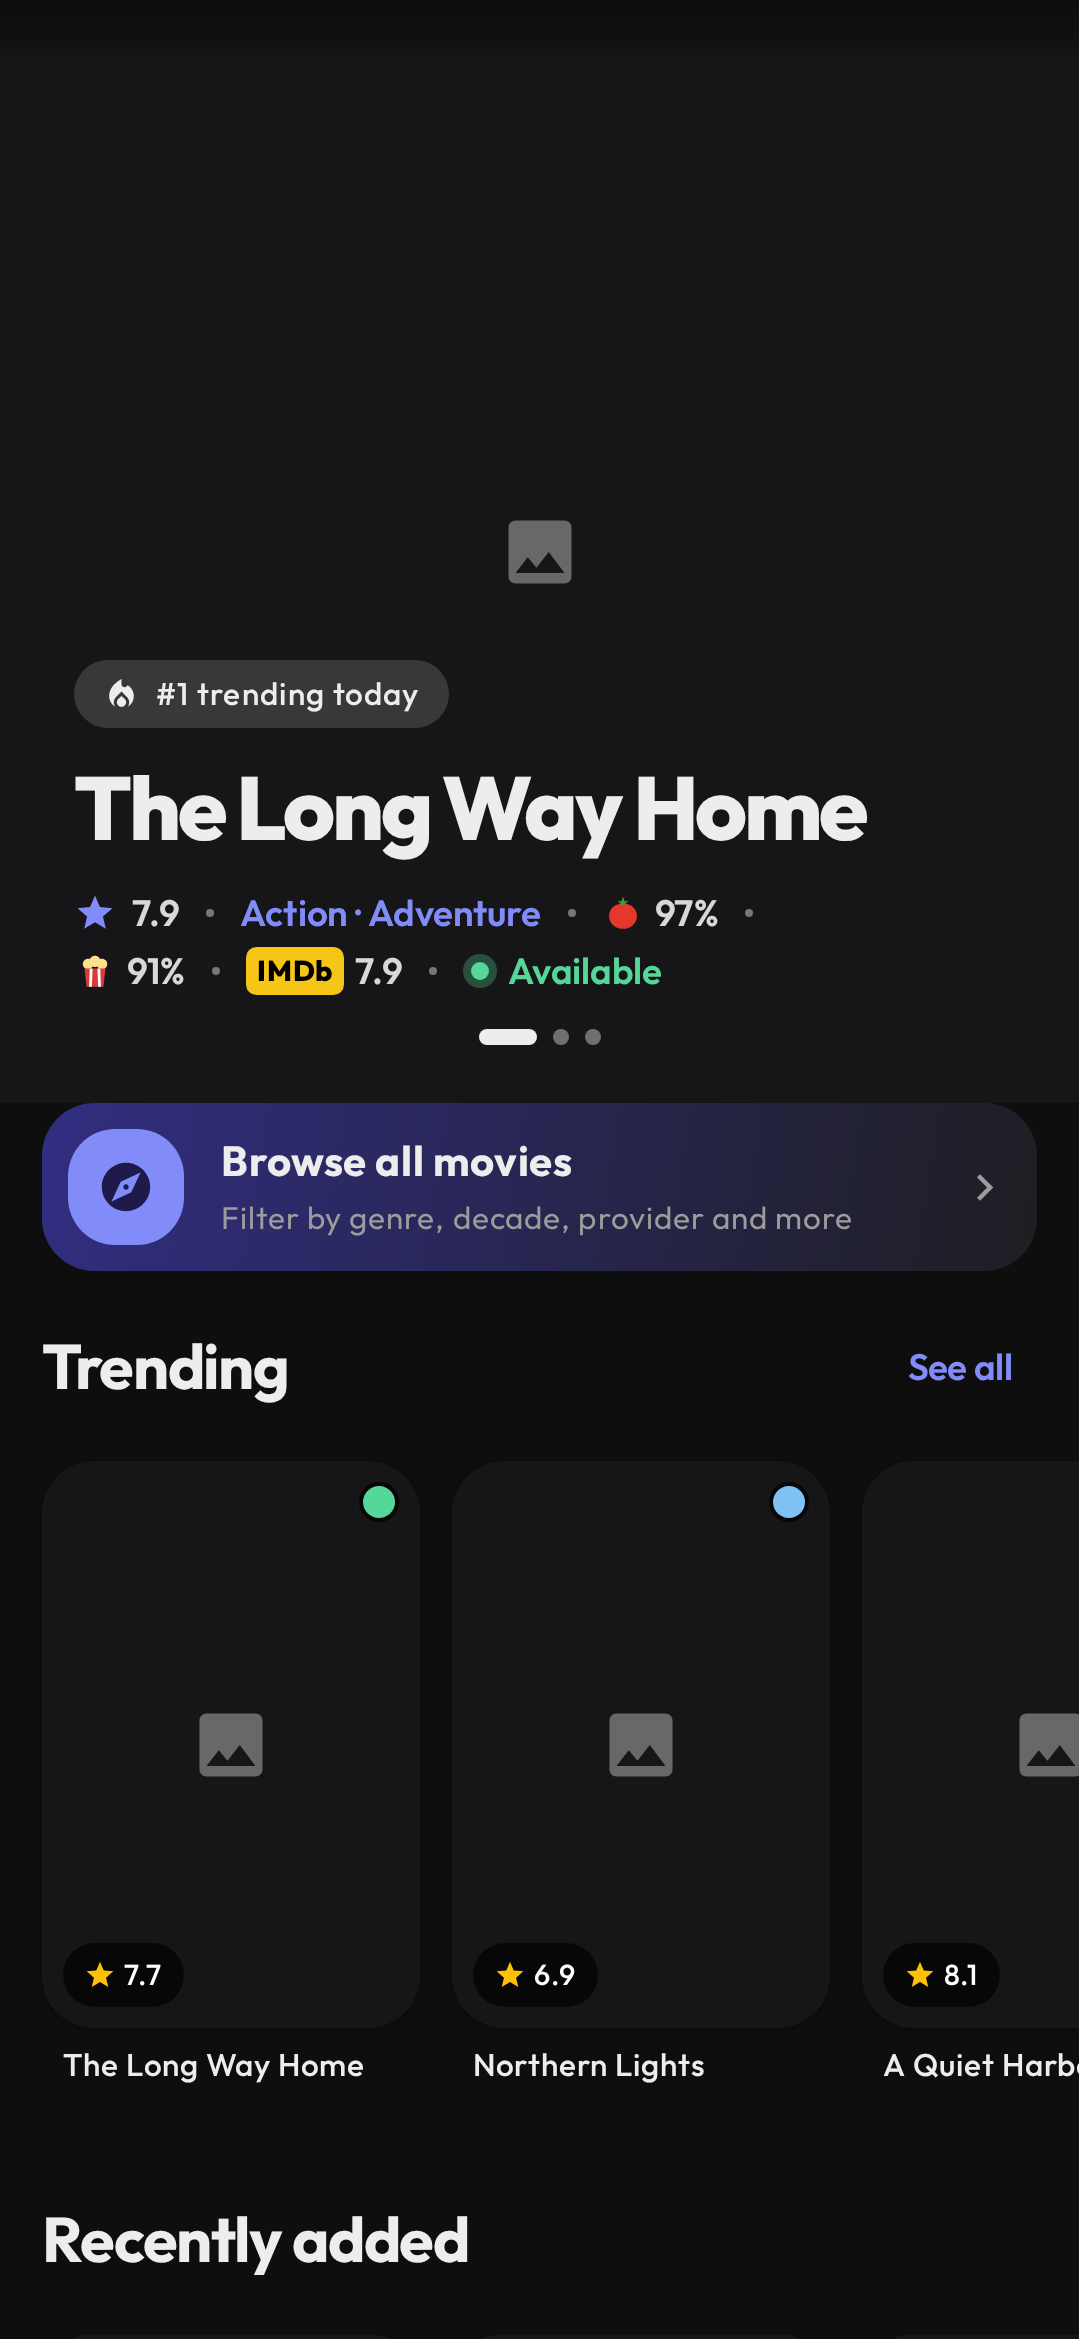 #1 trending today
The Long Way Home
7.9 • Action · Adventure • 97% •
91% • IMDb 7.9 • Available
Browse all movies
Filter by genre, decade, provider and more
Trending
See all
7.7
6.9
8.1
The Long Way Home
Northern Lights
A Quiet
Recently added